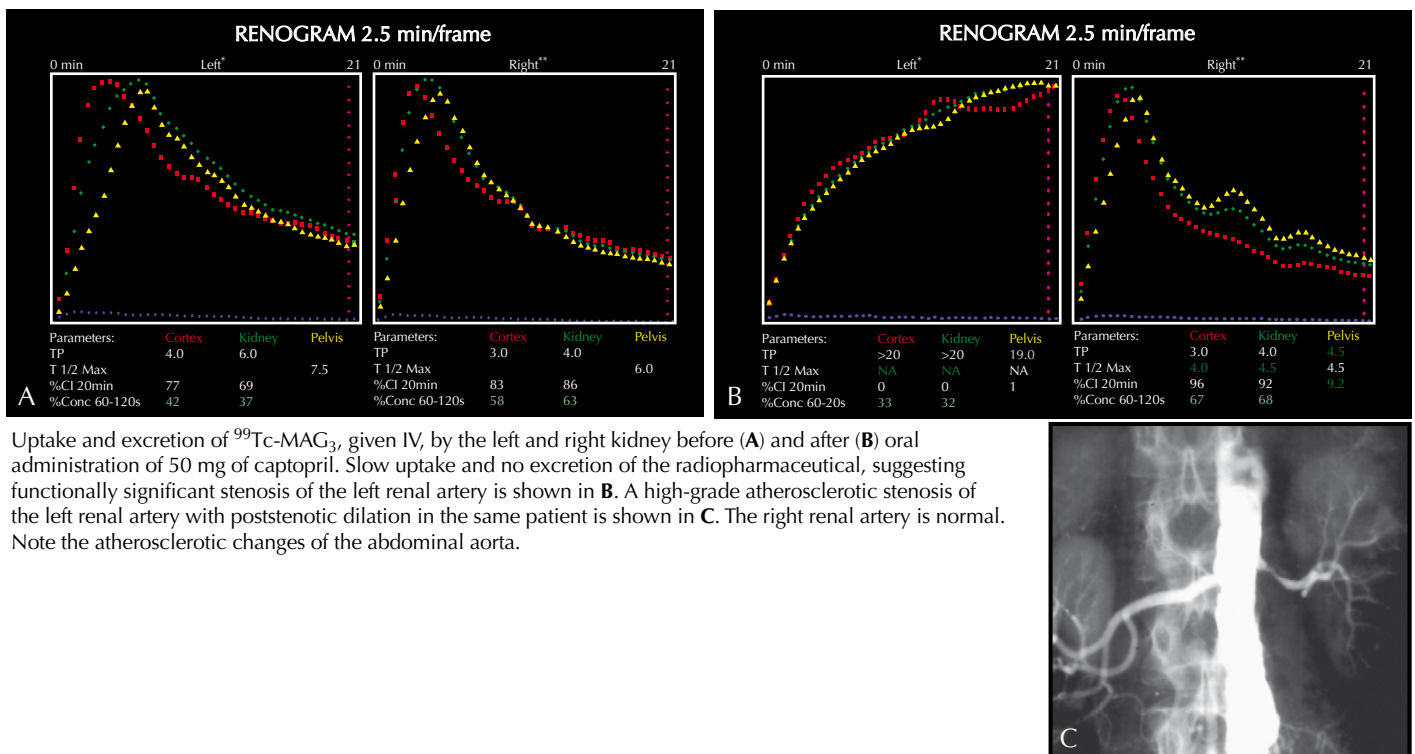 RENOGRAM 2.5 min/frame
0 min Left* 21
0 min Right** 21
Parameters: Cortex Kidney Pelvis
TP 4.0 6.0
T 1/2 Max 7.5
%CI 20min 77 69
%Conc 60-120s 42 37
Parameters: Cortex Kidney Pelvis
TP 3.0 4.0
T 1/2 Max 6.0
%CI 20min 83 86
%Conc 60-120s 58 63
A
RENOGRAM 2.5 min/frame
0 min Left* 21
0 min Right** 21
Parameters: Cortex Kidney Pelvis
TP >20 >20 19.0
T 1/2 Max NA NA NA
%CI 20min 0 0 1
%Conc 60-20s 33 32
Parameters: Cortex Kidney Pelvis
TP 3.0 4.0 4.5
T 1/2 Max 4.0 4.5 4.5
%CI 20min 96 92 9.2
%Conc 60-120s 67 68
B
Uptake and excretion of ⁹⁹Tc-MAG₃, given IV, by the left and right kidney before (A) and after (B) oral
administration of 50 mg of captopril. Slow uptake and no excretion of the radiopharmaceutical, suggesting
functionally significant stenosis of the left renal artery is shown in B. A high-grade atherosclerotic stenosis of
the left renal artery with poststenotic dilation in the same patient is shown in C. The right renal artery is normal.
Note the atherosclerotic changes of the abdominal aorta.
C